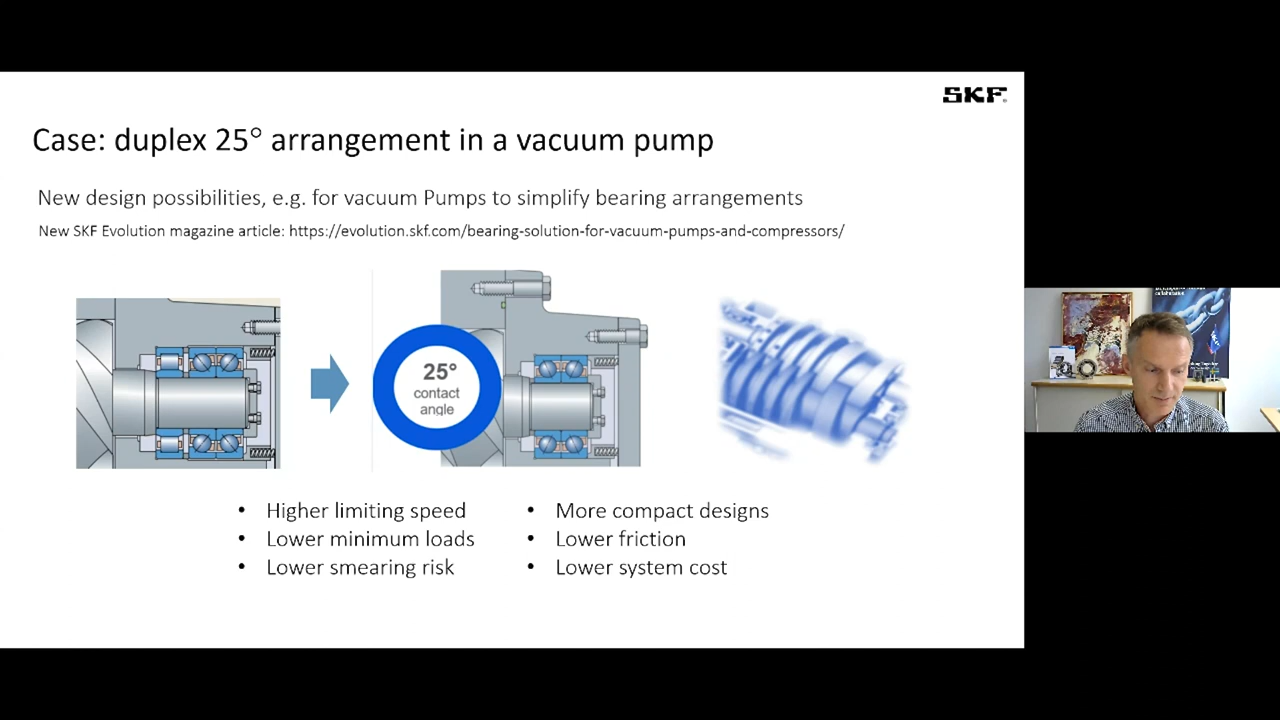 SKF
Case: duplex 25° arrangement in a vacuum pump
New design possibilities, e.g. for vacuum Pumps to simplify bearing arrangements
New SKF Evolution magazine article: https://evolution.skf.com/bearing-solution-for-vacuum-pumps-and-compressors/
25°
contact
angle
• Higher limiting speed
• Lower minimum loads
• Lower smearing risk
• More compact designs
• Lower friction
• Lower system cost
collaboration